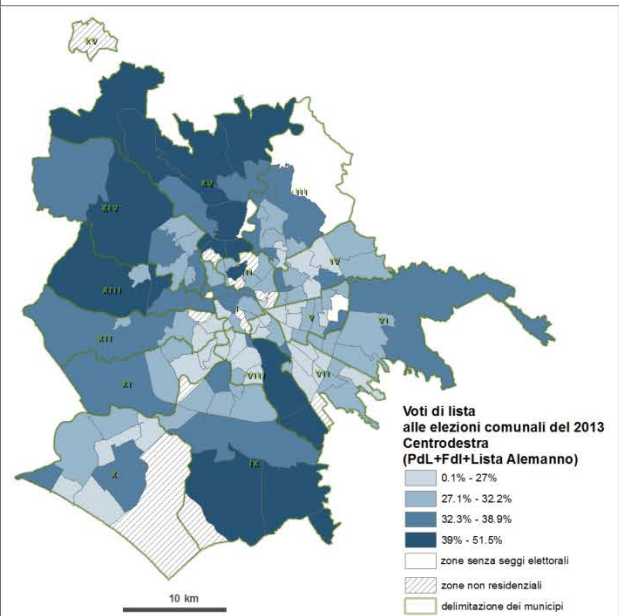 XV
XV
III
XIV
II
IV
XIII
I
V
VI
XII
XI
VIII
VII
X
IX
Voti di lista
alle elezioni comunali del 2013
Centrodestra
(PdL+FdI+Lista Alemanno)
0.1% - 27%
27.1% - 32.2%
32.3% - 38.9%
39% - 51.5%
zone senza seggi elettorali
zone non residenziali
delimitazione dei municipi
10 km